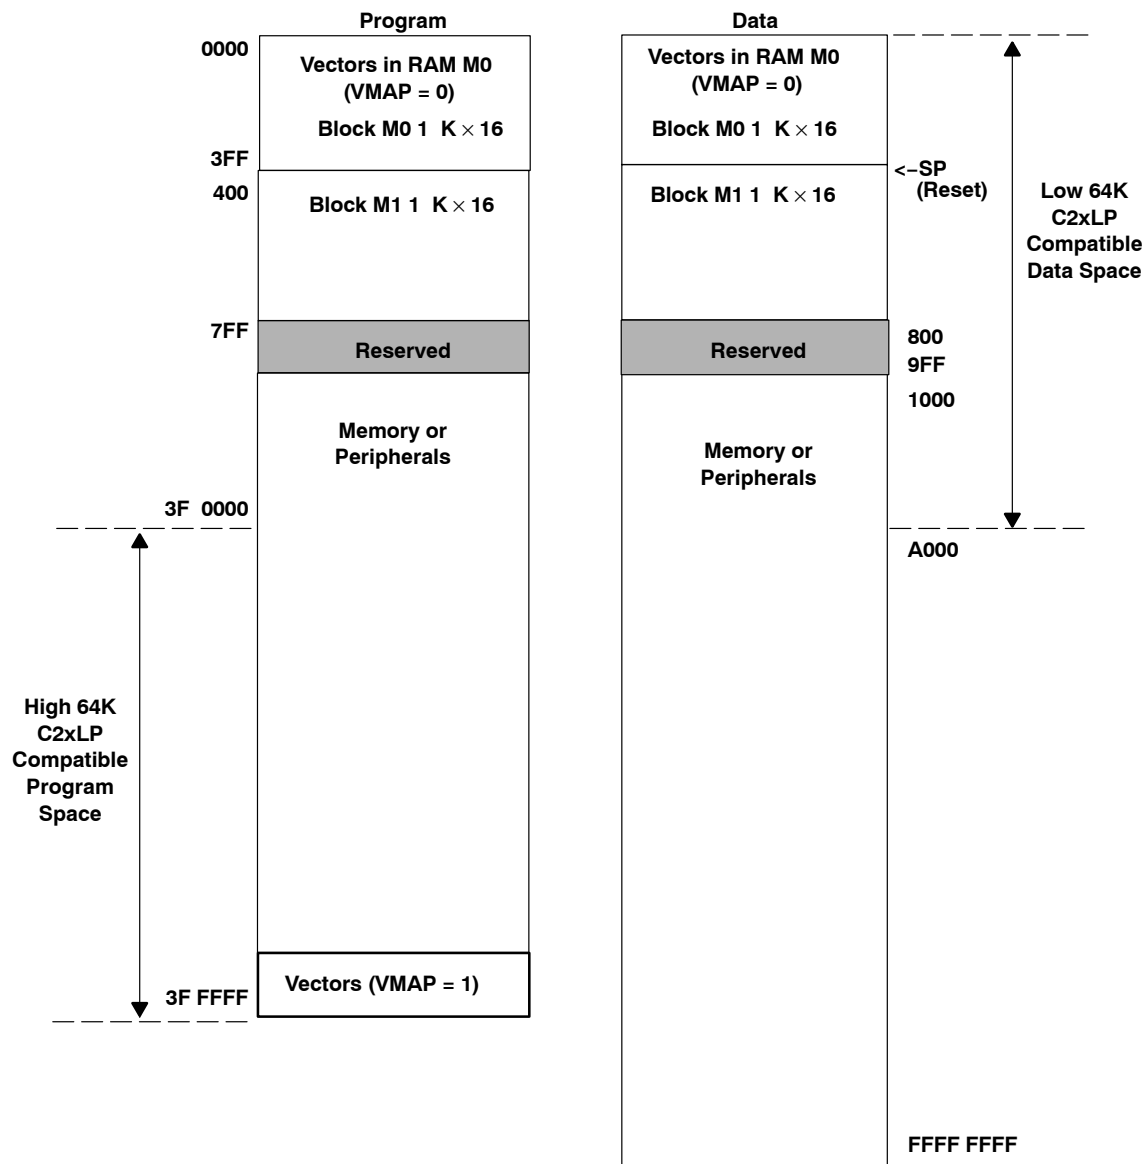 Program
0000
Vectors in RAM M0
(VMAP = 0)
Block M0 1 K × 16
3FF
400
Block M1 1 K × 16
7FF
Reserved
Memory or
Peripherals
3F 0000
High 64K
C2xLP
Compatible
Program
Space
Vectors (VMAP = 1)
3F FFFF
Data
Vectors in RAM M0
(VMAP = 0)
Block M0 1 K × 16
<–SP
(Reset)
Block M1 1 K × 16
Low 64K
C2xLP
Compatible
Data Space
Reserved
800
9FF
1000
Memory or
Peripherals
A000
FFFF FFFF